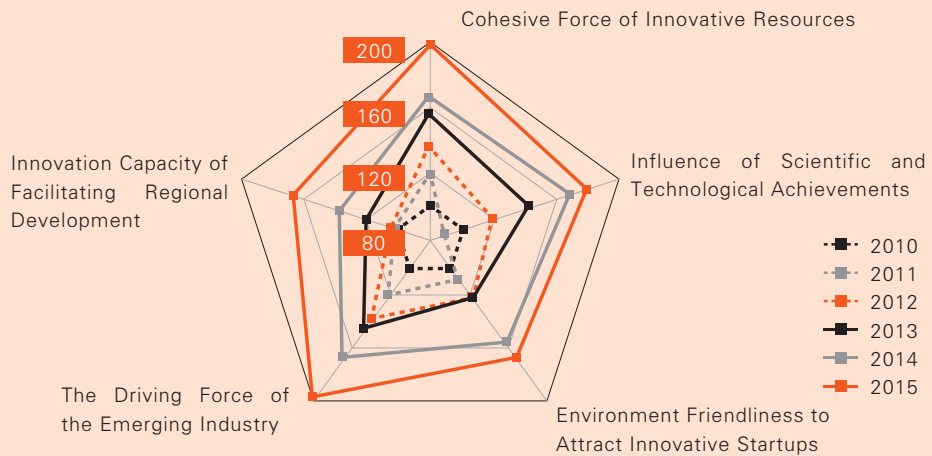 Cohesive Force of Innovative Resources
200
160
120
80
Innovation Capacity of
Facilitating Regional
Development
Influence of Scientific and
Technological Achievements
2010
2011
2012
2013
2014
2015
The Driving Force of
the Emerging Industry
Environment Friendliness to
Attract Innovative Startups